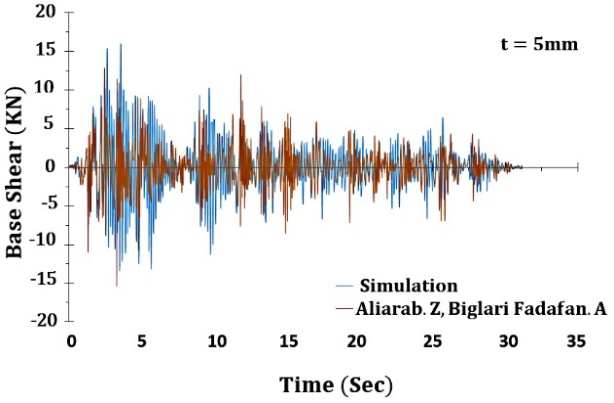 20
15
10
5
0
-5
-10
-15
-20
Base Shear (KN)
t = 5mm
Simulation
Aliarab. Z, Biglari Fadafan. A
0 5 10 15 20 25 30 35
Time (Sec)